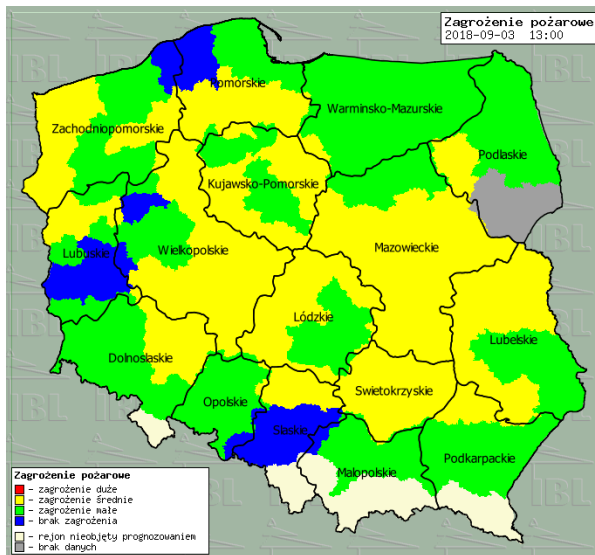 Zagrożenie pożarowe
2018-09-03 13:00
Pomorskie
Warminsko-Mazurskie
Zachodniopomorskie
Podlaskie
Kujawsko-Pomorskie
Lubuskie
Wielkopolskie
Mazowieckie
Lódzkie
Lubelskie
Dolnoslaskie
Swietokrzyskie
Opolskie
Slaskie
Malopolskie
Podkarpackie
Zagrożenie pożarowe
- zagrożenie duże
- zagrożenie średnie
- zagrożenie małe
- brak zagrożenia
- rejon nieobjęty prognozowaniem
- brak danych
IBL